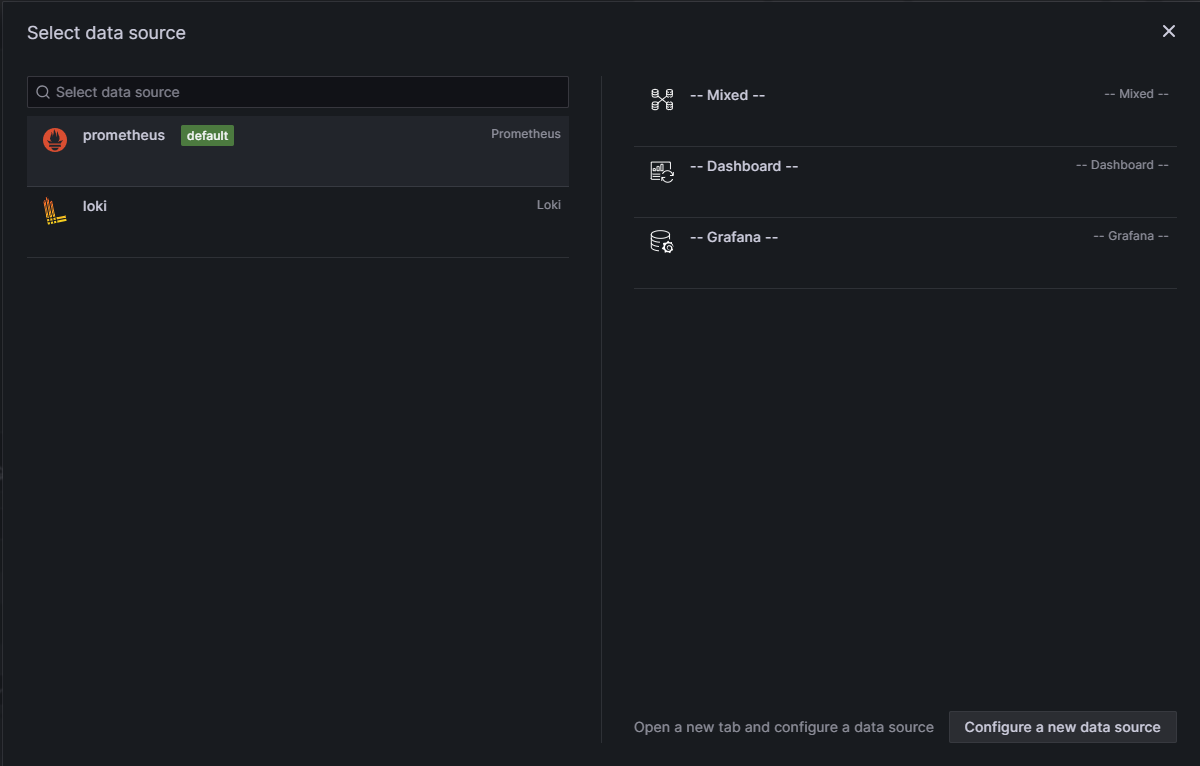 Select data source
Select data source
prometheus default Prometheus
loki Loki
-- Mixed -- -- Mixed --
-- Dashboard -- -- Dashboard --
-- Grafana -- -- Grafana --
Open a new tab and configure a data source Configure a new data source